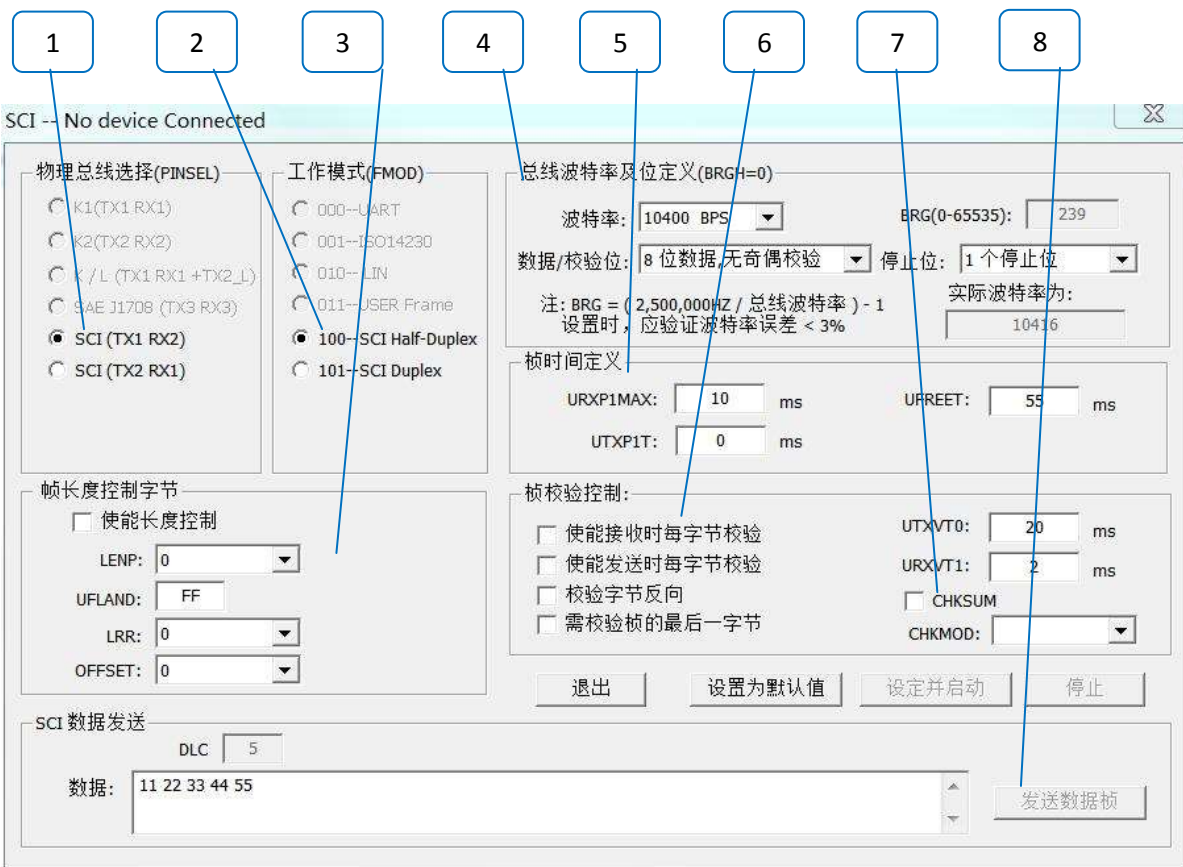 1 2 3 4 5 6 7 8
SCI -- No device Connected
物理总线选择(PINSEL)
K1(TX1 RX1)
K2(TX2 RX2)
K / L (TX1 RX1 +TX2_L)
SAE J1708 (TX3 RX3)
SCI (TX1 RX2)
SCI (TX2 RX1)
工作模式(FMOD)
000--UART
001--ISO14230
010--LIN
011--USER Frame
100--SCI Half-Duplex
101--SCI Duplex
总线波特率及位定义(BRGH=0)
波特率: 10400 BPS BRG(0-65535): 239
数据/校验位: 8 位数据,无奇偶校验 停止位: 1 个停止位
注: BRG = ( 2,500,000HZ / 总线波特率 ) - 1
设置时，应验证波特率误差 < 3%
实际波特率为:
10416
桢时间定义
URXP1MAX: 10 ms UFREET: 55 ms
UTXP1T: 0 ms
帧长度控制字节
使能长度控制
LENP: 0
UFLAND: FF
LRR: 0
OFFSET: 0
桢校验控制:
使能接收时每字节校验
使能发送时每字节校验
校验字节反向
需校验桢的最后一字节
UTXVT0: 20 ms
URXVT1: 2 ms
CHKSUM
CHKMOD:
退出 设置为默认值 设定并启动 停止
SCI 数据发送
DLC 5
数据: 11 22 33 44 55
发送数据桢